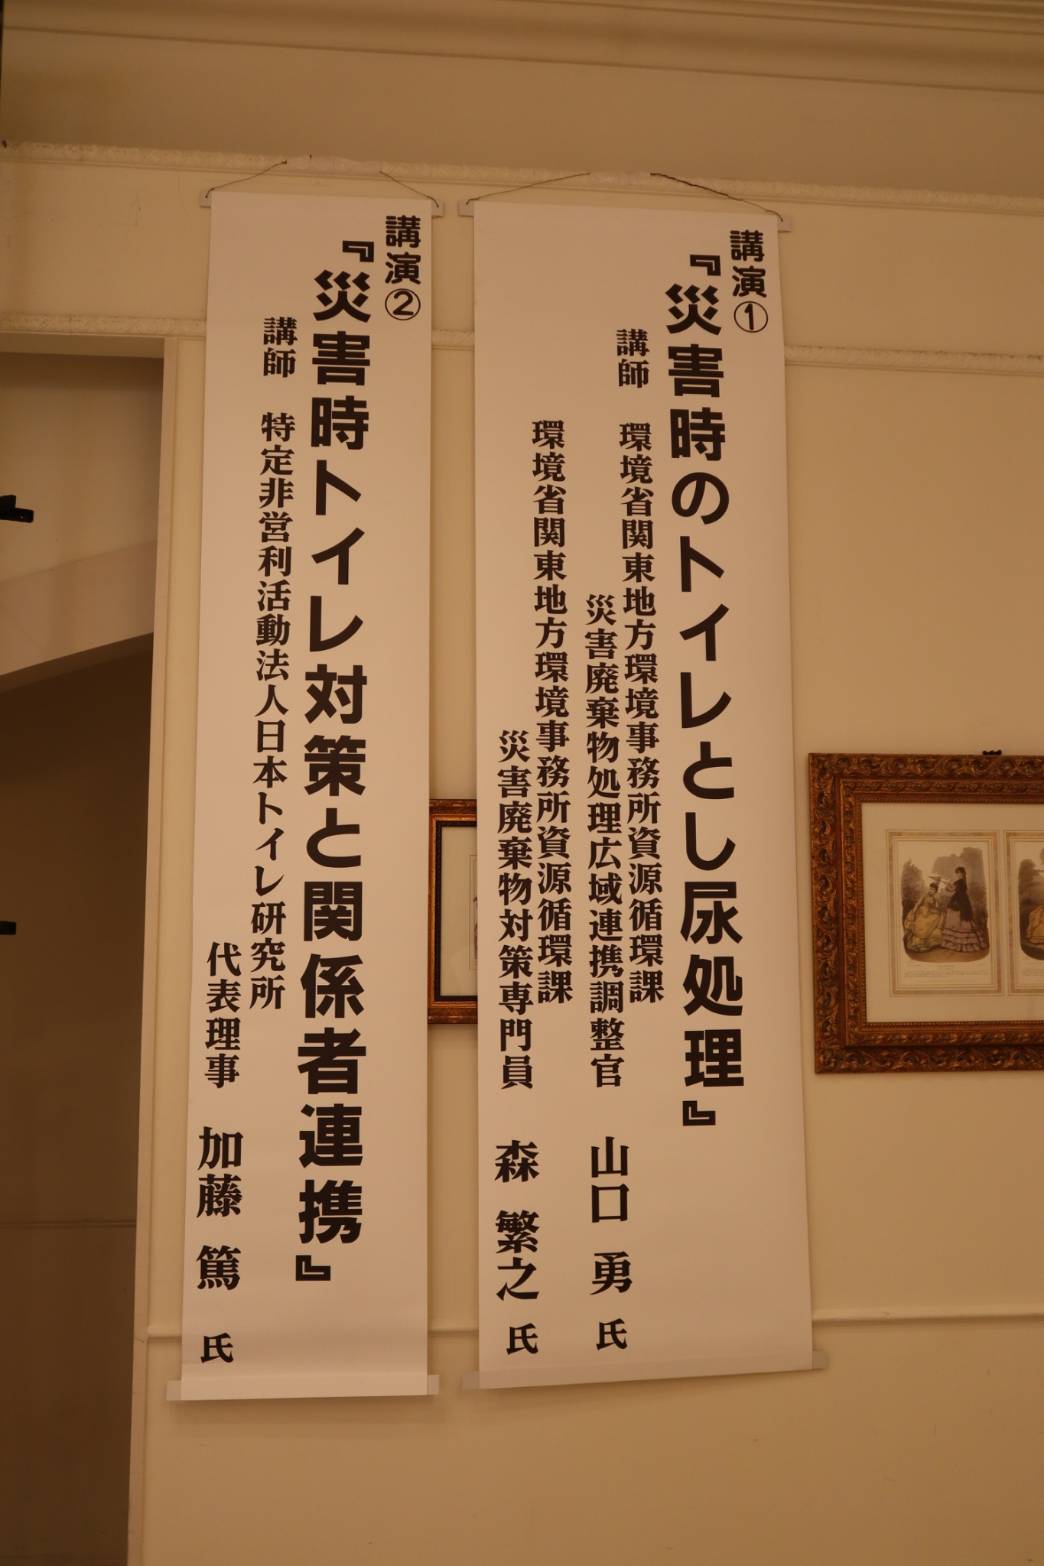 講演①
『災害時のトイレとし尿処理』
講師　環境省関東地方環境事務所資源循環課
災害廃棄物処理広域連携調整官　山口　勇　氏
環境省関東地方環境事務所資源循環課
災害廃棄物対策専門員　森　繁之　氏
講演②
『災害時トイレ対策と関係者連携』
講師　特定非営利活動法人日本トイレ研究所
代表理事　加藤　篤　氏